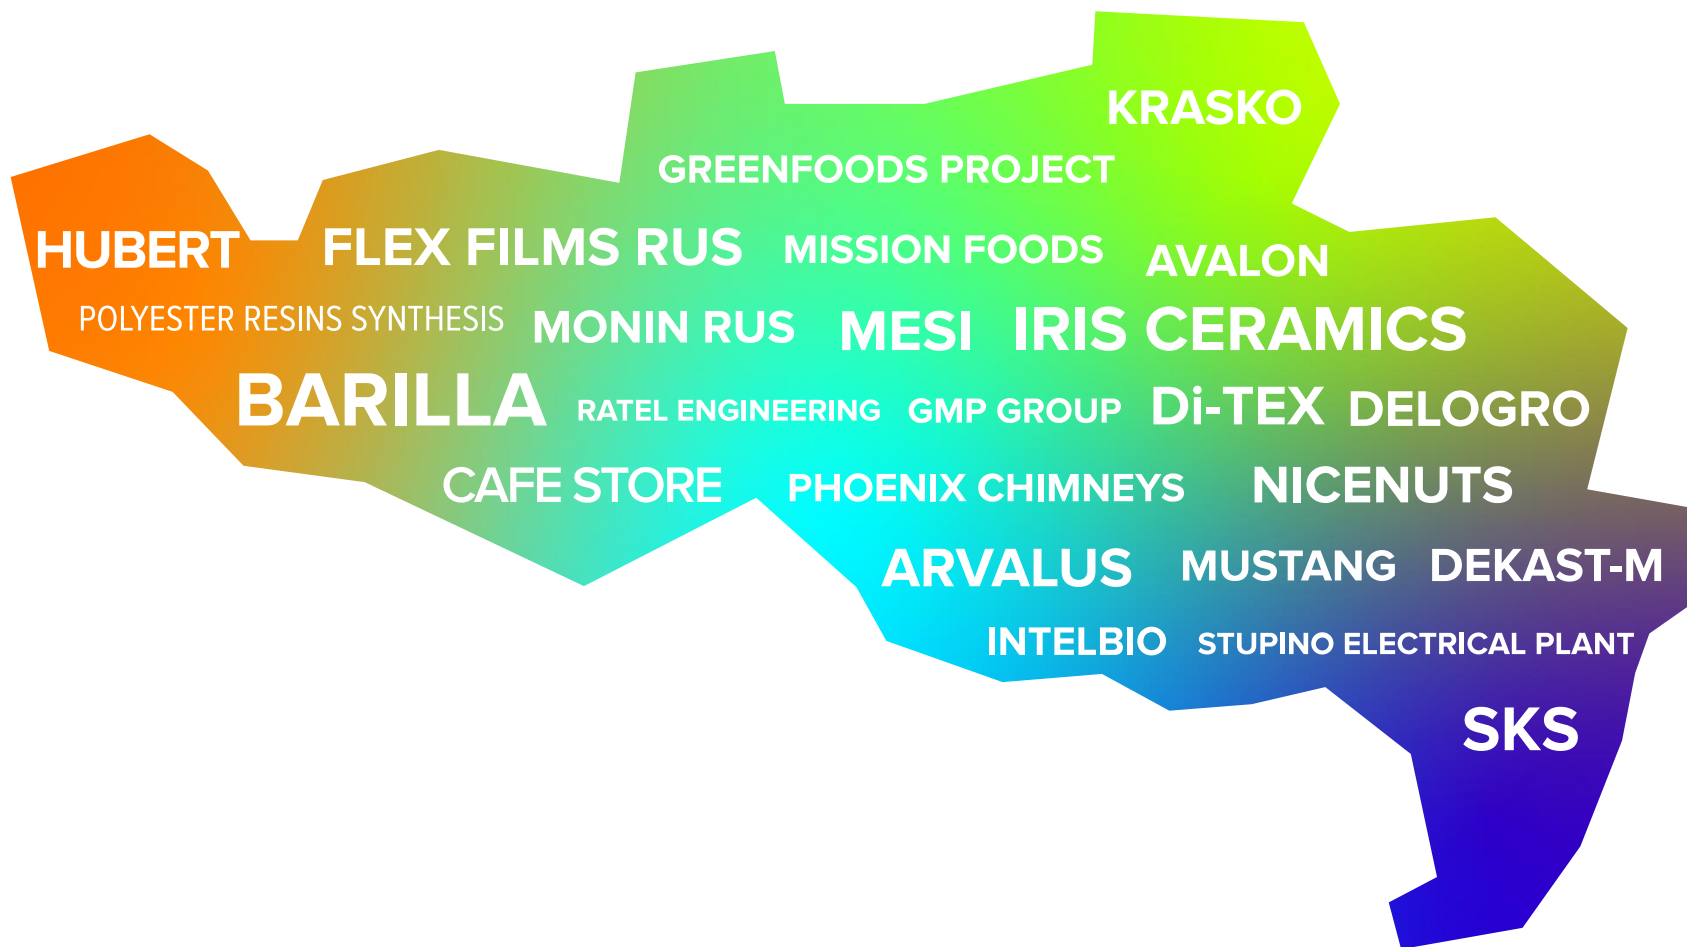 KRASKO
GREENFOODS PROJECT
HUBERT
FLEX FILMS RUS
MISSION FOODS
AVALON
POLYESTER RESINS SYNTHESIS
MONIN RUS
MESI
IRIS CERAMICS
BARILLA
RATEL ENGINEERING
GMP GROUP
Di-TEX
DELOGRO
CAFE STORE
PHOENIX CHIMNEYS
NICENUTS
ARVALUS
MUSTANG
DEKAST-M
INTELBIO
STUPINO ELECTRICAL PLANT
SKS